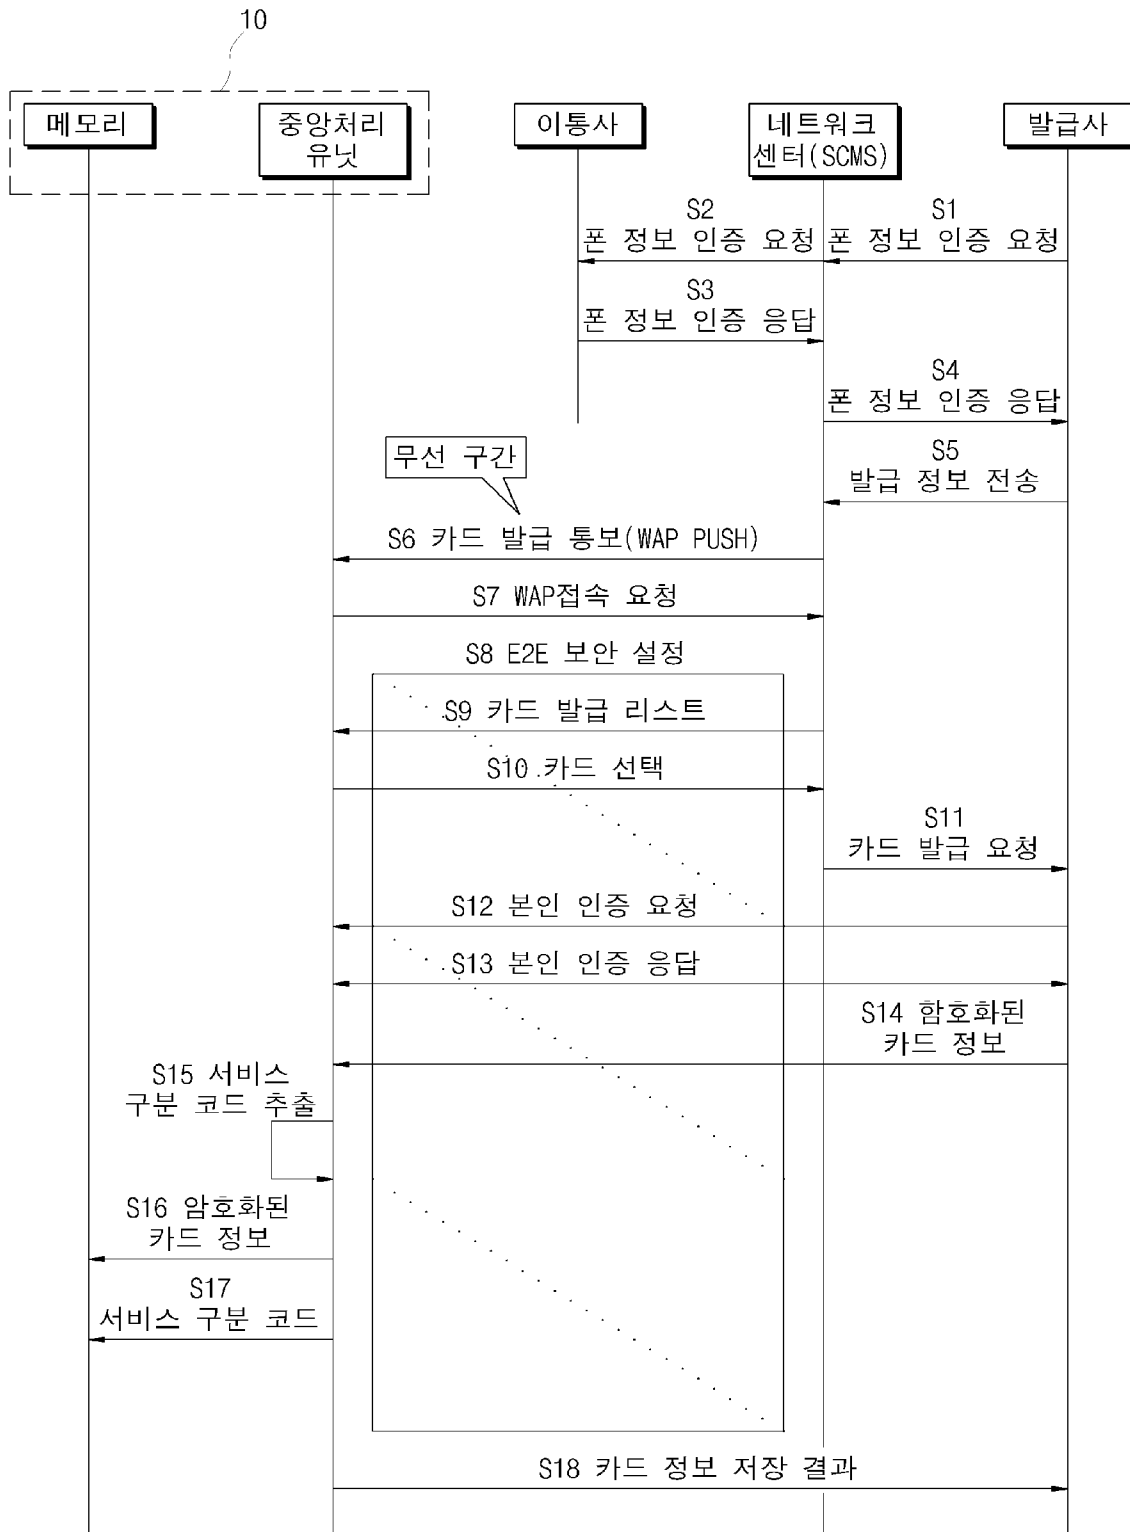 10
메모리
중앙처리
유닛
이통사
네트워크
센터(SCMS)
발급사
S2
폰 정보 인증 요청
S1
폰 정보 인증 요청
S3
폰 정보 인증 응답
S4
폰 정보 인증 응답
무선 구간
S5
발급 정보 전송
S6 카드 발급 통보(WAP PUSH)
S7 WAP접속 요청
S8 E2E 보안 설정
S9 카드 발급 리스트
S10 카드 선택
S11
카드 발급 요청
S12 본인 인증 요청
S13 본인 인증 응답
S14 암호화된
카드 정보
S15 서비스
구분 코드 추출
S16 암호화된
카드 정보
S17
서비스 구분 코드
S18 카드 정보 저장 결과